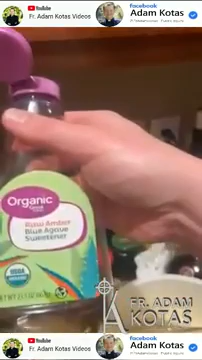 YouTube
Fr. Adam Kotas Videos
facebook
Adam Kotas
Organic
Raw Amber
Blue Agave
Sweetener
USDA
ORGANIC
FR. ADAM
KOTAS
YouTube
Fr. Adam Kotas Videos
facebook
Adam Kotas